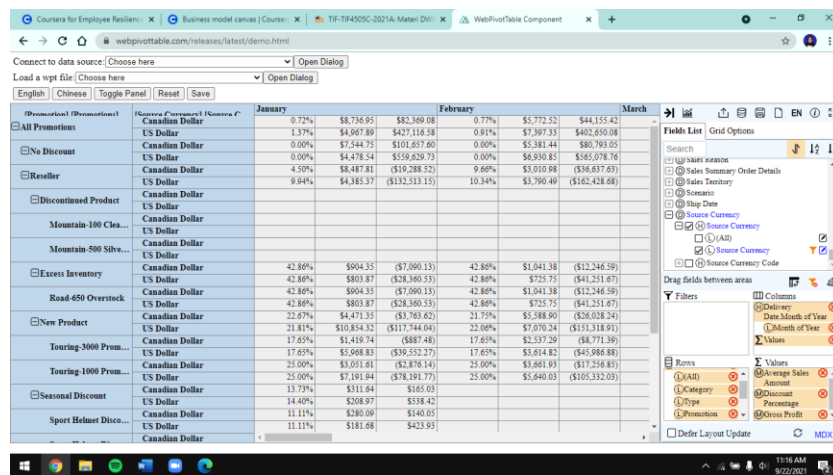 Coursera for Employee Resilienc
Business model canvas | Courser
TIF-TIF4505C-2021A: Materi DW
WebPivotTable Component
webpivottable.com/releases/latest/demo.html
Connect to data source: Choose here Open Dialog
Load a wpt file: Choose here Open Dialog
English Chinese Toggle Panel Reset Save
[Promotion].[Promotions] [Source Currency].[Source C January February March
All Promotions Canadian Dollar 0.72% $8,736.95 $82,369.08 0.77% $5,772.52 $44,155.42
US Dollar 1.37% $4,967.89 $427,116.58 0.91% $7,397.33 $402,650.08
No Discount Canadian Dollar 0.00% $7,544.75 $101,657.60 0.00% $5,381.44 $80,793.05
US Dollar 0.00% $4,478.54 $559,629.73 0.00% $6,930.85 $565,078.76
Reseller Canadian Dollar 4.50% $8,487.81 ($19,288.52) 9.66% $3,010.98 ($36,637.63)
US Dollar 9.94% $4,385.37 ($132,513.15) 10.34% $3,790.49 ($162,428.68)
Discontinued Product Canadian Dollar
US Dollar
Mountain-100 Clea... Canadian Dollar
US Dollar
Mountain-500 Silve... Canadian Dollar
US Dollar
Excess Inventory Canadian Dollar 42.86% $904.35 ($7,090.13) 42.86% $1,041.38 ($12,246.59)
US Dollar 42.86% $803.87 ($28,360.53) 42.86% $725.75 ($41,251.67)
Road-650 Overstock Canadian Dollar 42.86% $904.35 ($7,090.13) 42.86% $1,041.38 ($12,246.59)
US Dollar 42.86% $803.87 ($28,360.53) 42.86% $725.75 ($41,251.67)
New Product Canadian Dollar 22.67% $4,471.35 ($3,763.62) 21.75% $5,588.90 ($26,028.24)
US Dollar 21.81% $10,854.32 ($117,744.04) 22.06% $7,070.24 ($151,318.91)
Touring-3000 Prom... Canadian Dollar 17.65% $1,419.74 ($887.48) 17.65% $2,537.29 ($8,771.39)
US Dollar 17.65% $5,968.83 ($39,552.27) 17.65% $3,614.82 ($45,986.88)
Touring-1000 Prom... Canadian Dollar 25.00% $3,051.61 ($2,876.14) 25.00% $3,661.93 ($17,256.85)
US Dollar 25.00% $7,191.94 ($78,191.77) 25.00% $5,640.03 ($105,332.03)
Seasonal Discount Canadian Dollar 13.73% $311.64 $165.03
US Dollar 14.40% $208.97 $538.42
Sport Helmet Disco... Canadian Dollar 11.11% $280.09 $140.05
US Dollar 11.11% $181.68 $423.93
Canadian Dollar
EN
Fields List Grid Options
Search
Sales Reason
Sales Summary Order Details
Sales Territory
Scenario
Ship Date
Source Currency
Source Currency
(All)
Source Currency
Source Currency Code
Drag fields between areas
Filters
Columns
Delivery
Date.Month of Year
Month of Year
Values
Rows
(All)
Category
Type
Promotion
Values
Average Sales
Amount
Discount
Percentage
Gross Profit
Defer Layout Update
MDX
11:16 AM
9/22/2021